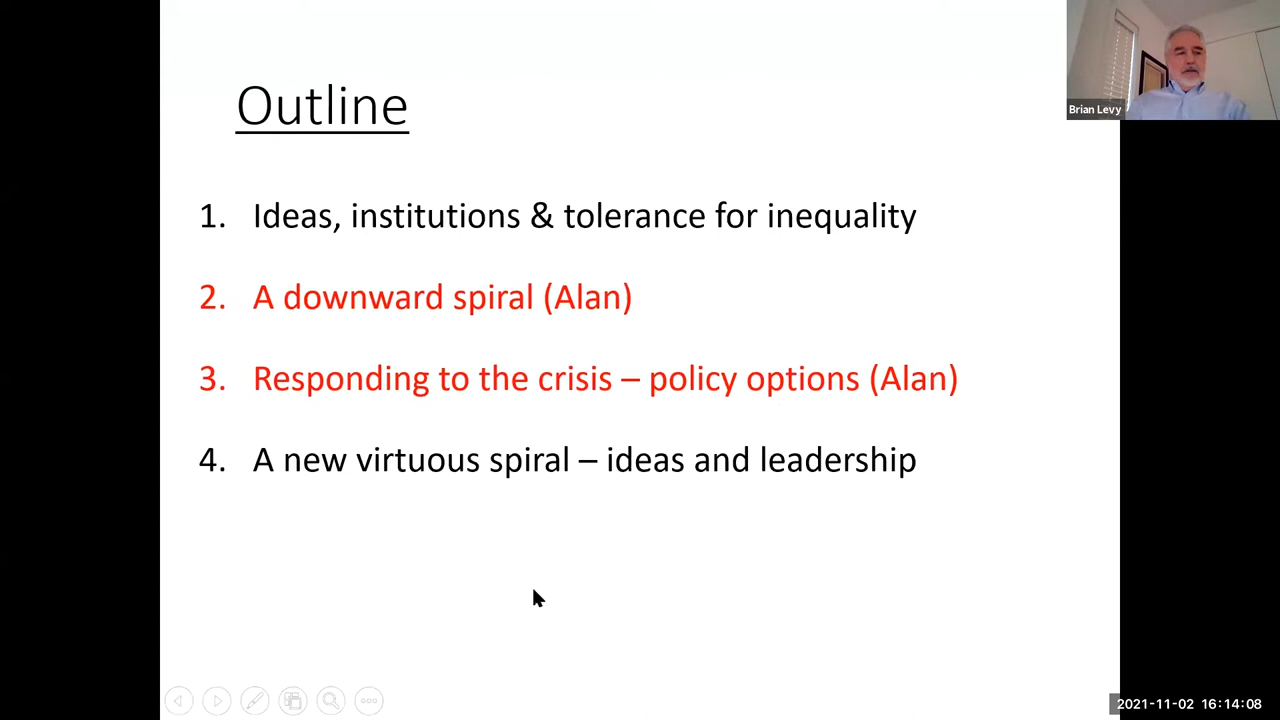 Outline
1. Ideas, institutions & tolerance for inequality
2. A downward spiral (Alan)
3. Responding to the crisis – policy options (Alan)
4. A new virtuous spiral – ideas and leadership
Brian Levy
2021-11-02 16:14:08